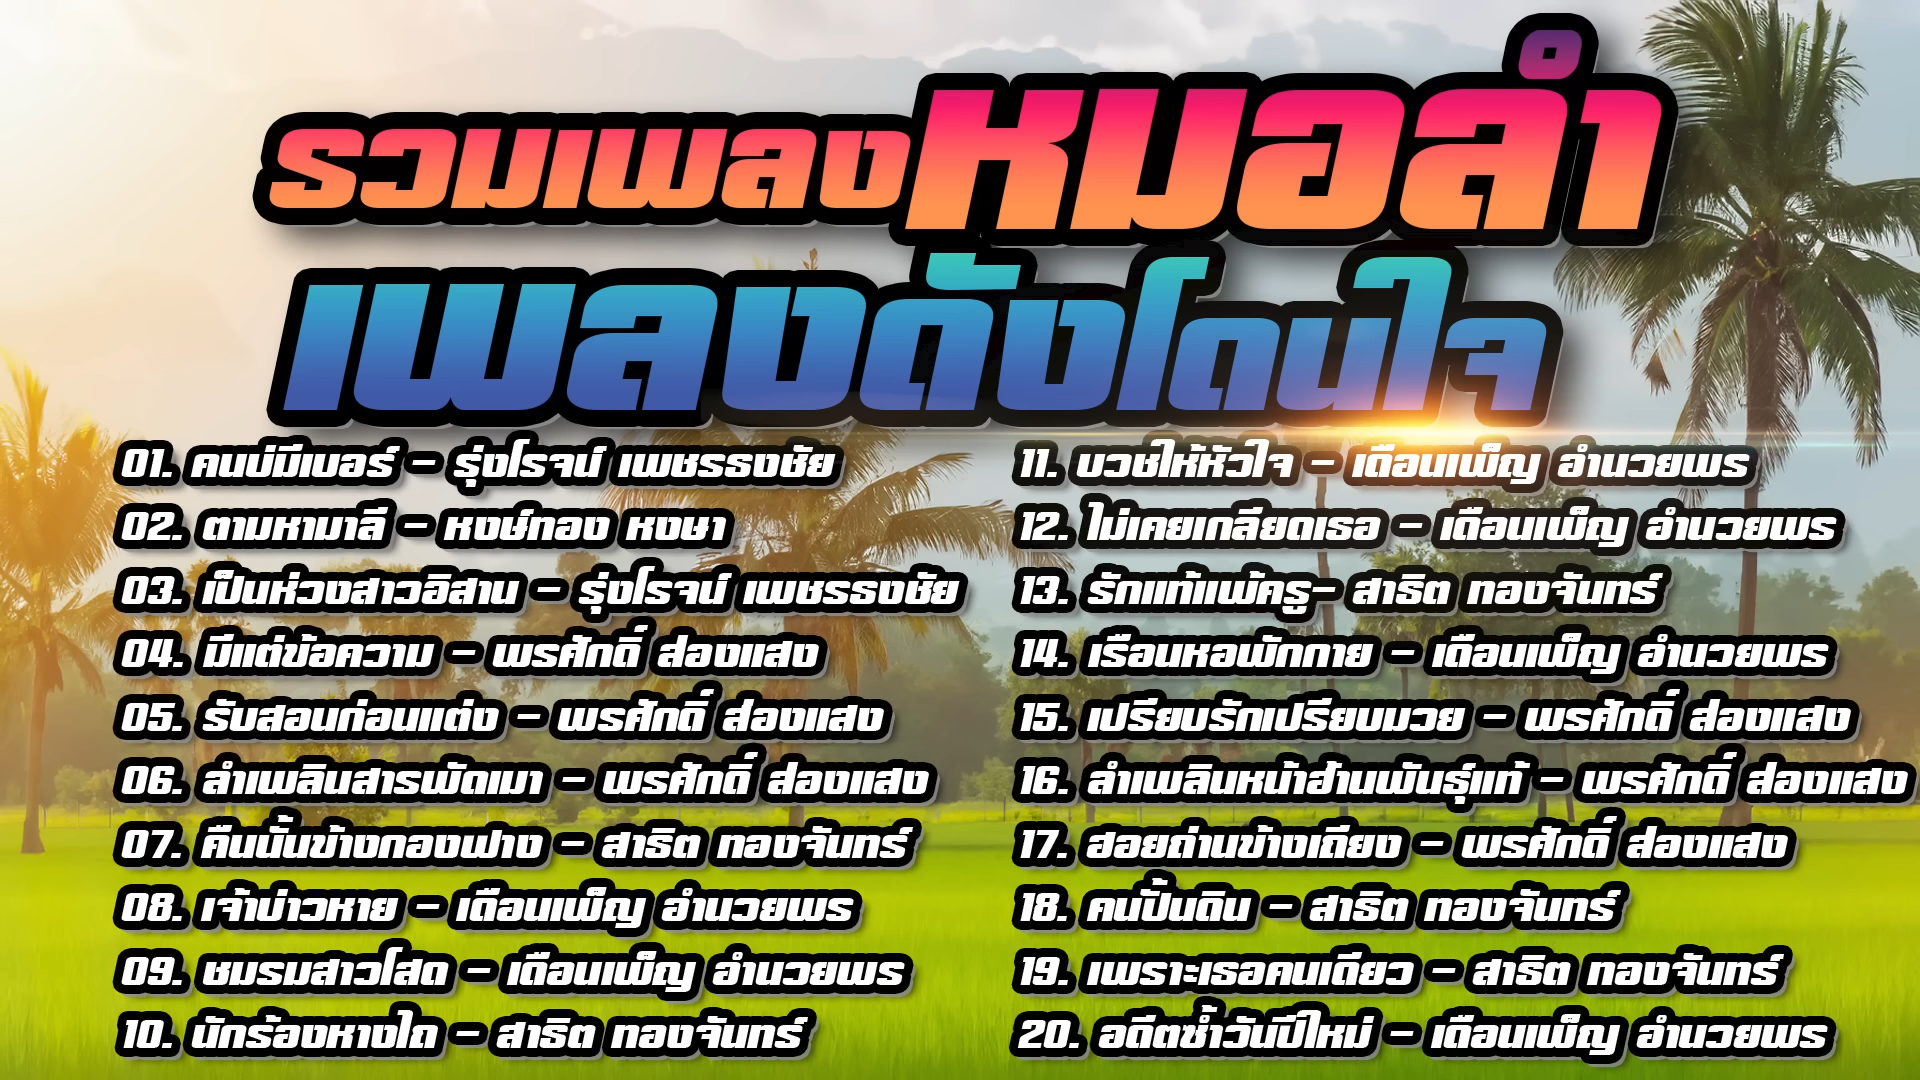 รวมเพลงหมอลำ
เพลงดังโดนใจ
01. คนบ่มีเบอร์ - รุ่งโรจน์ เพชรธงชัย
02. ตามหามาลี - หงษ์ทอง หงษา
03. เป็นห่วงสาวอิสาน - รุ่งโรจน์ เพชรธงชัย
04. มีแต่ข้อความ - พรศักดิ์ ส่องแสง
05. รับสอนก่อนแต่ง - พรศักดิ์ ส่องแสง
06. ลำเพลินสารพัดเมา - พรศักดิ์ ส่องแสง
07. คืนนั้นข้างกองฟาง - สาธิต ทองจันทร์
08. เจ้าบ่าวหาย - เดือนเพ็ญ อำนวยพร
09. ชมรมสาวโสด - เดือนเพ็ญ อำนวยพร
10. นักร้องหางไถ - สาธิต ทองจันทร์
11. บวชให้หัวใจ - เดือนเพ็ญ อำนวยพร
12. ไม่เคยเกลียดเธอ - เดือนเพ็ญ อำนวยพร
13. รักแท้แพ้ครู- สาธิต ทองจันทร์
14. เรือนหอพักกาย - เดือนเพ็ญ อำนวยพร
15. เปรียบรักเปรียบมวย - พรศักดิ์ ส่องแสง
16. ลำเพลินหน้าฮ้านพันธุ์แท้ - พรศักดิ์ ส่องแสง
17. ฮอยถ่านข้างเถียง - พรศักดิ์ ส่องแสง
18. คนปั้นดิน - สาธิต ทองจันทร์
19. เพราะเธอคนเดียว - สาธิต ทองจันทร์
20. อดีตซ้ำวันปีใหม่ - เดือนเพ็ญ อำนวยพร